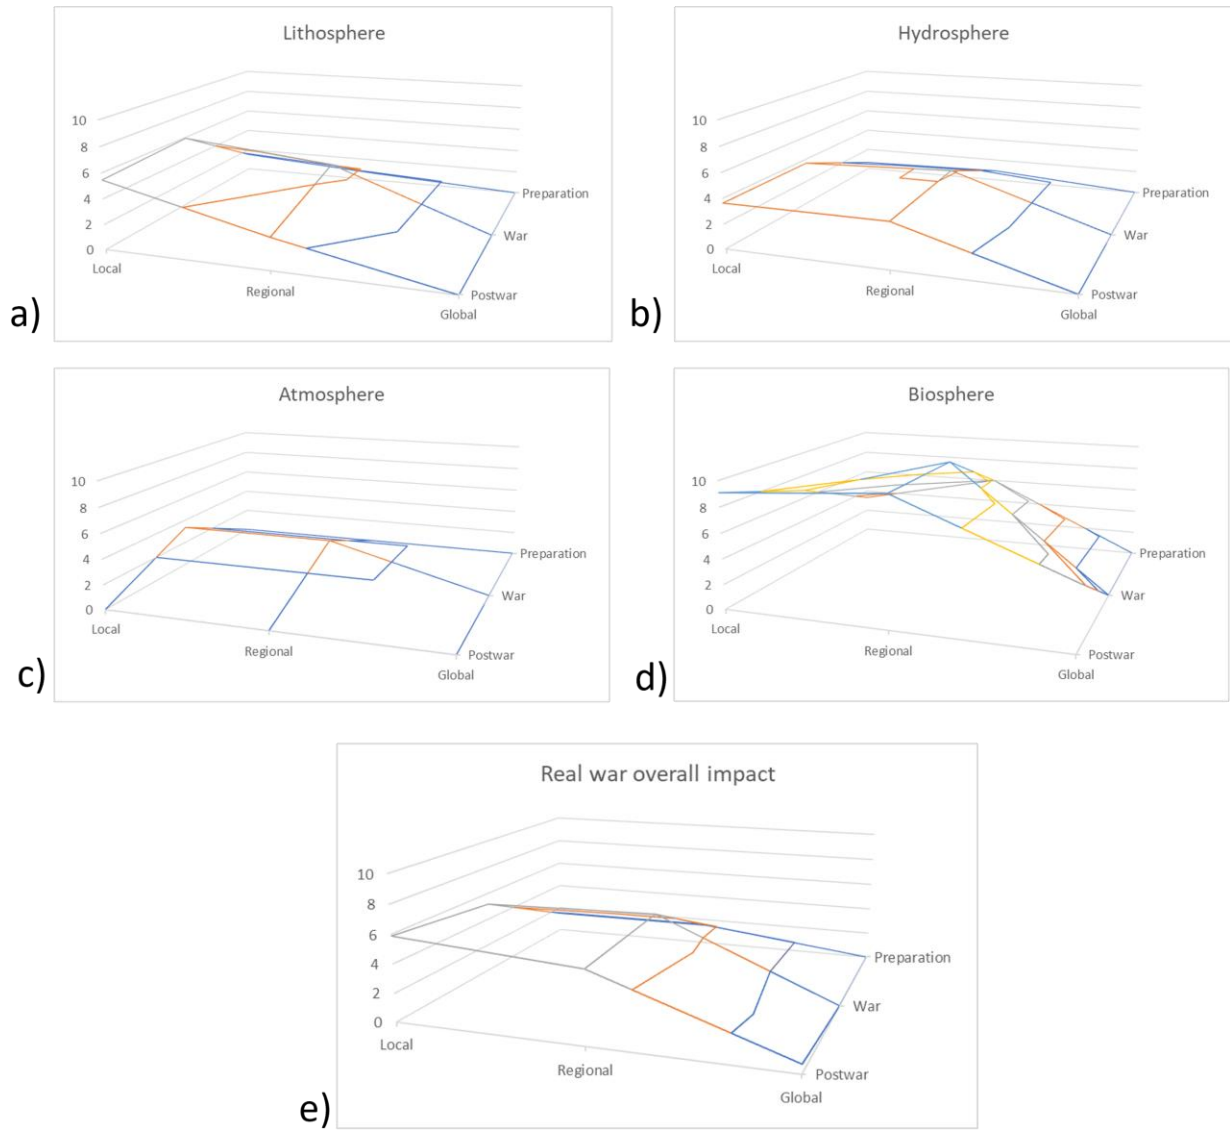 Lithosphere
10
8
6
4
2
0
Local
Regional
Global
Preparation
War
Postwar
a)
Hydrosphere
10
8
6
4
2
0
Local
Regional
Global
Preparation
War
Postwar
b)
Atmosphere
10
8
6
4
2
0
Local
Regional
Global
Preparation
War
Postwar
c)
Biosphere
10
8
6
4
2
0
Local
Regional
Global
Preparation
War
Postwar
d)
Real war overall impact
10
8
6
4
2
0
Local
Regional
Global
Preparation
War
Postwar
e)